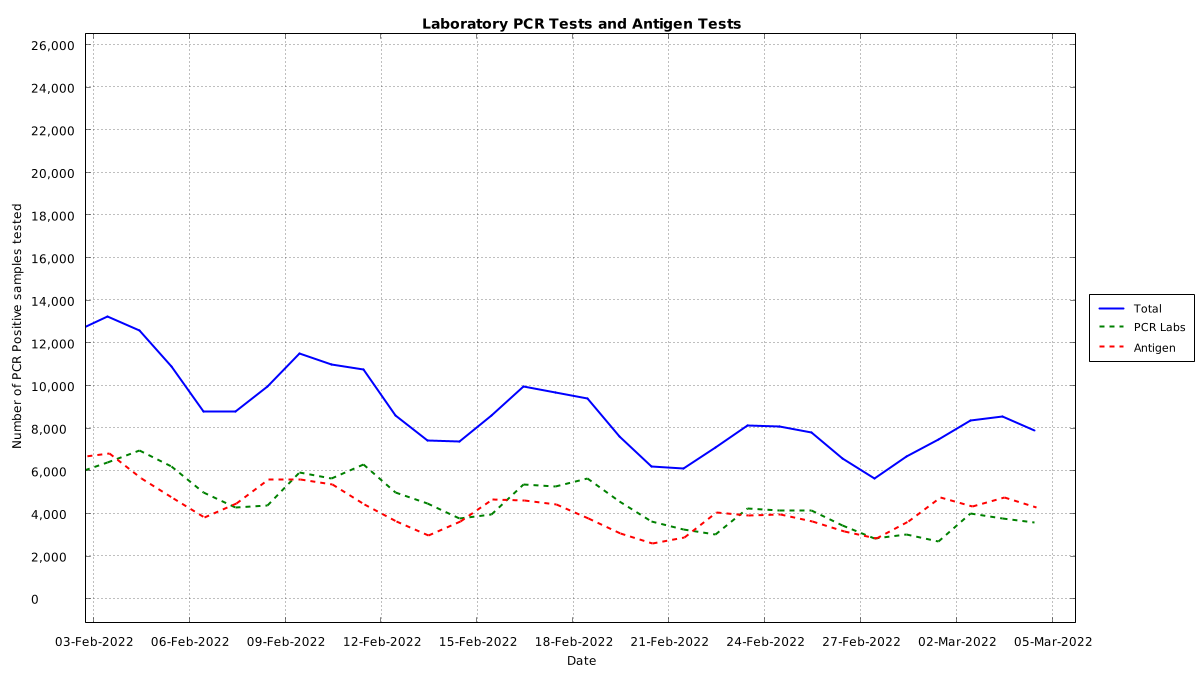 Laboratory PCR Tests and Antigen Tests
26,000
24,000
22,000
20,000
18,000
16,000
14,000
12,000
10,000
8,000
6,000
4,000
2,000
0
Number of PCR Positive samples tested
03-Feb-2022 06-Feb-2022 09-Feb-2022 12-Feb-2022 15-Feb-2022 18-Feb-2022 21-Feb-2022 24-Feb-2022 27-Feb-2022 02-Mar-2022 05-Mar-2022
Date
Total
PCR Labs
Antigen